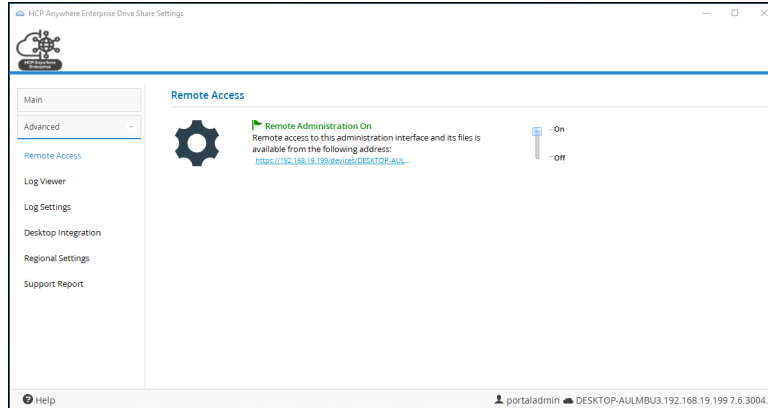 HCP Anywhere Enterprise Drive Share Settings
HCP Anywhere
Enterprise
Main
Advanced
Remote Access
Log Viewer
Log Settings
Desktop Integration
Regional Settings
Support Report
Remote Access
Remote Administration On
Remote access to this administration interface and its files is
available from the following address:
https://192.168.19.199/devices/DESKTOP-AUL...
On
Off
Help
portaladmin DESKTOP-AULMBU3.192.168.19.199 7.6.3004.